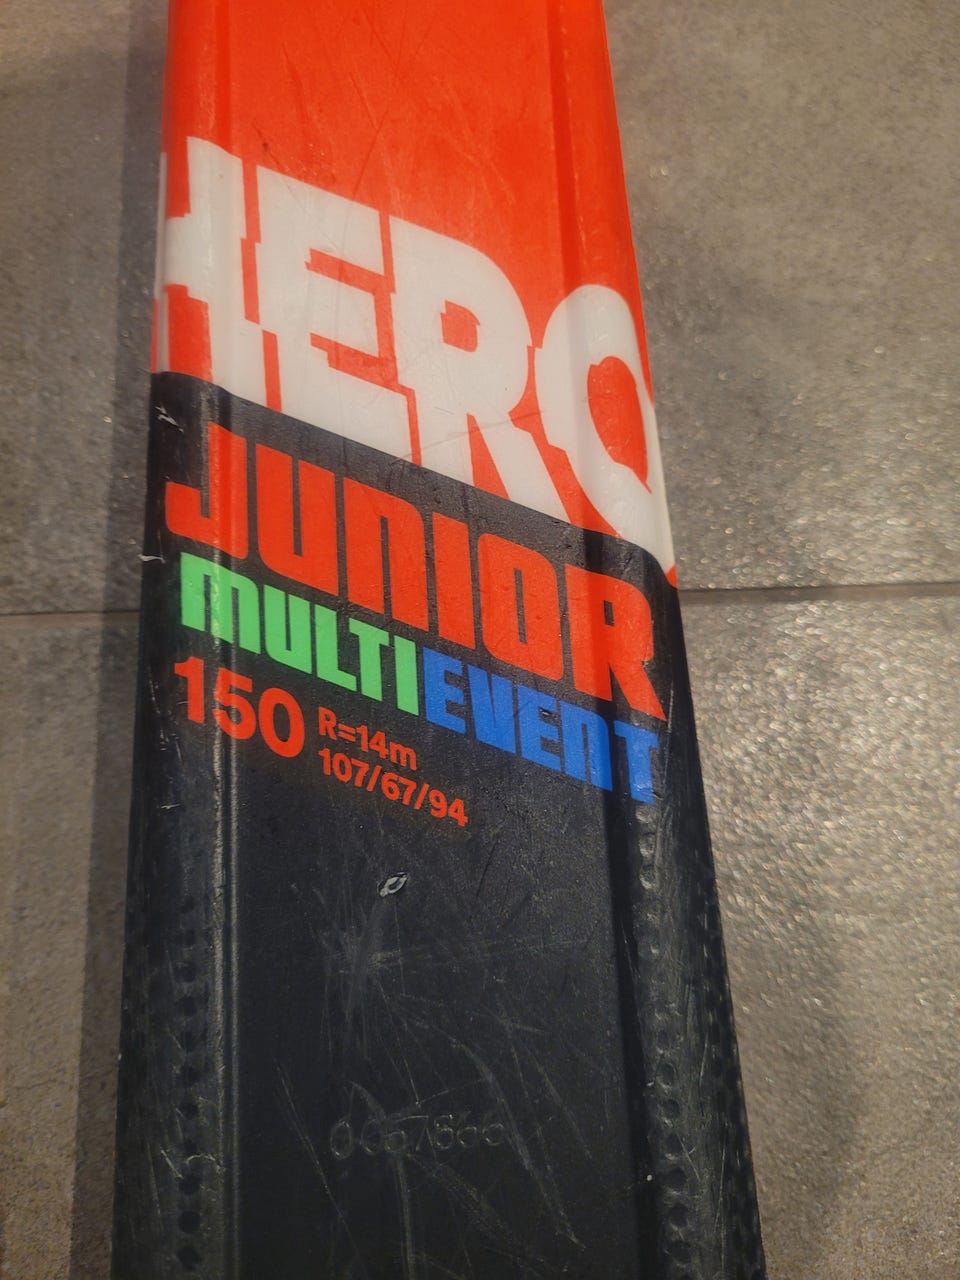 HERO
JUNIOR
MULTIEVENT
150
R=14m
107/67/94